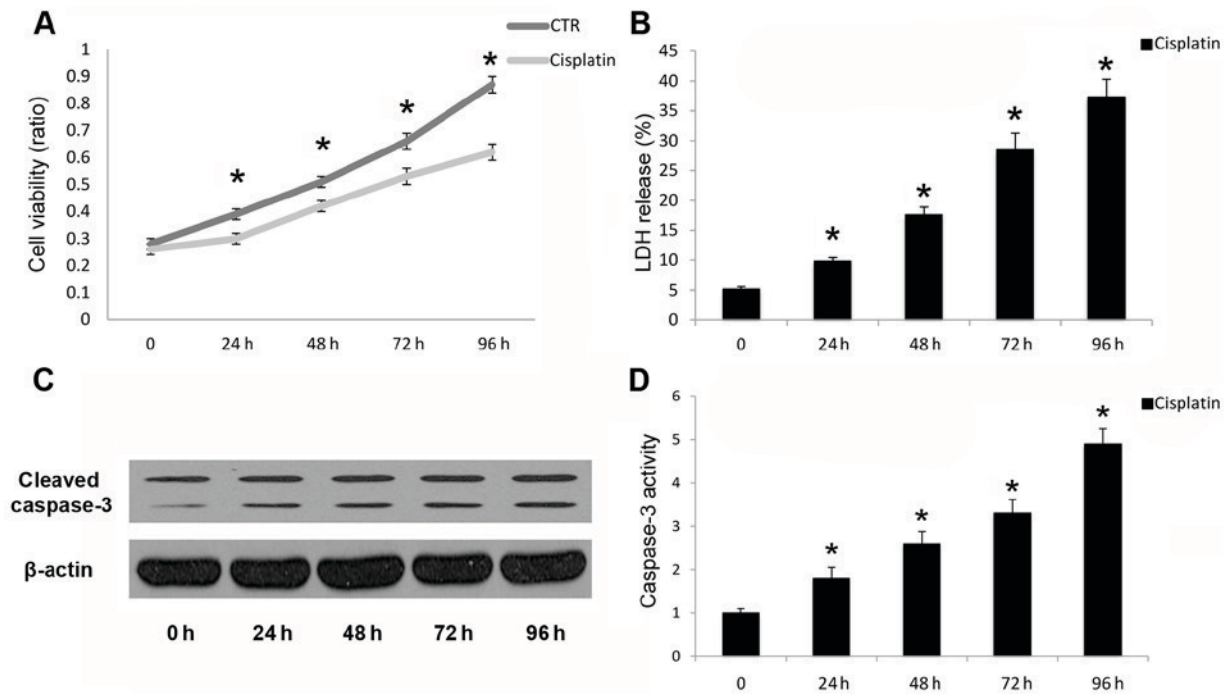 A
CTR
Cisplatin
Cell viability (ratio)
1
0.9
0.8
0.7
0.6
0.5
0.4
0.3
0.2
0.1
0
* * * *
0 24 h 48 h 72 h 96 h
B
Cisplatin
LDH release (%)
45
40
35
30
25
20
15
10
5
0
* * * *
0 24 h 48 h 72 h 96 h
C
Cleaved
caspase-3
β-actin
0 h 24 h 48 h 72 h 96 h
D
Cisplatin
Caspase-3 activity
6
5
4
3
2
1
0
* * * *
0 24 h 48 h 72 h 96 h